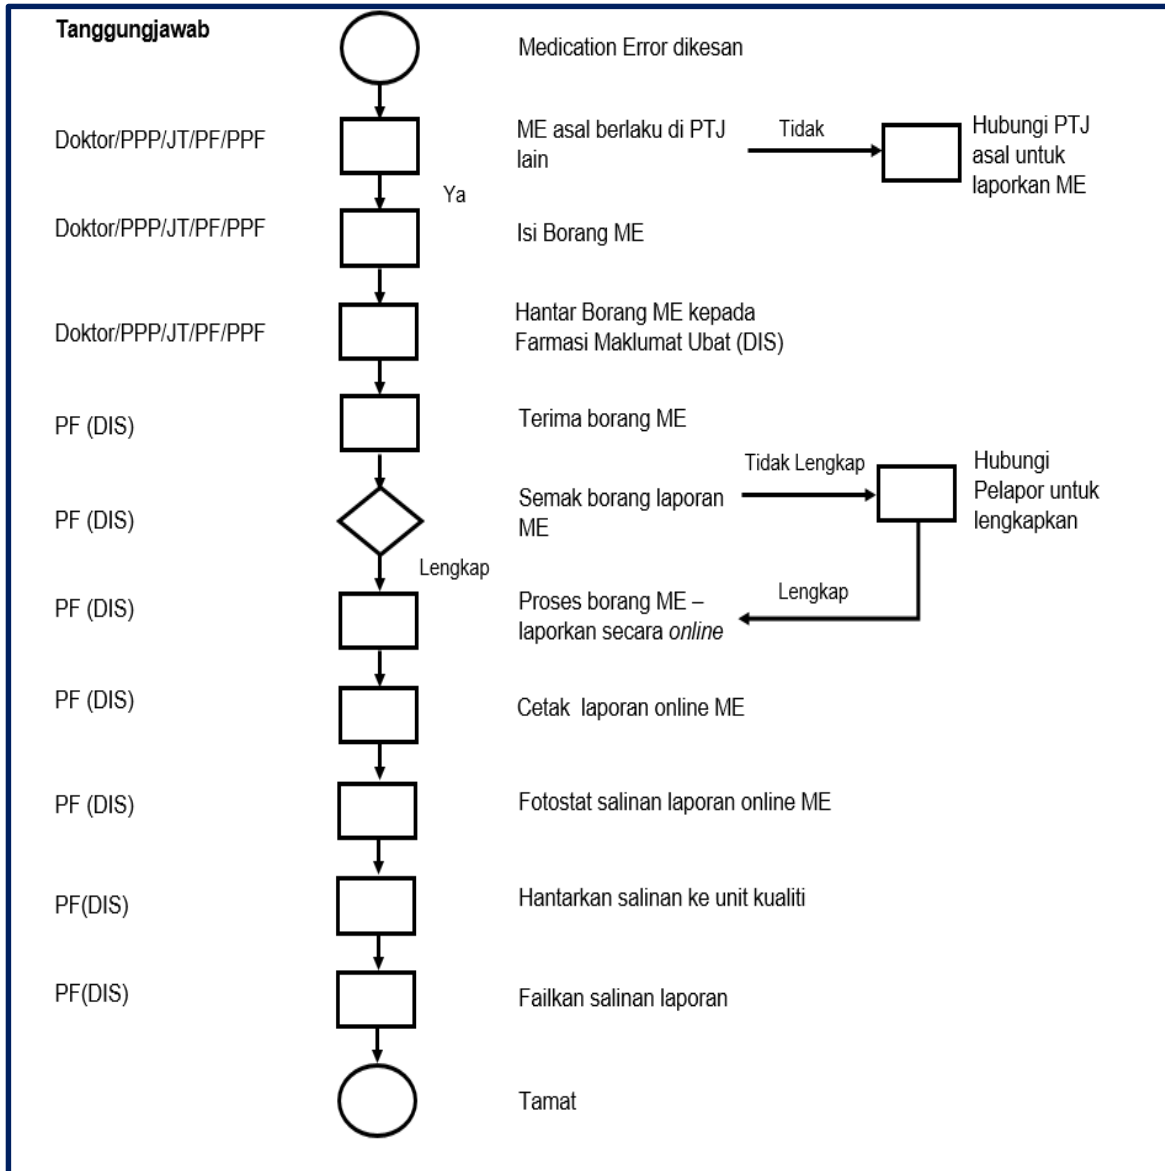 Tanggungjawab
Medication Error dikesan
Doktor/PPP/JT/PF/PPF
ME asal berlaku di PTJ
lain
Tidak
Hubungi PTJ
asal untuk
laporkan ME
Ya
Doktor/PPP/JT/PF/PPF
Isi Borang ME
Doktor/PPP/JT/PF/PPF
Hantar Borang ME kepada
Farmasi Maklumat Ubat (DIS)
PF (DIS)
Terima borang ME
PF (DIS)
Semak borang laporan
ME
Tidak Lengkap
Hubungi
Pelapor untuk
lengkapkan
Lengkap
PF (DIS)
Proses borang ME –
laporkan secara online
Lengkap
PF (DIS)
Cetak laporan online ME
PF (DIS)
Fotostat salinan laporan online ME
PF(DIS)
Hantarkan salinan ke unit kualiti
PF(DIS)
Failkan salinan laporan
Tamat